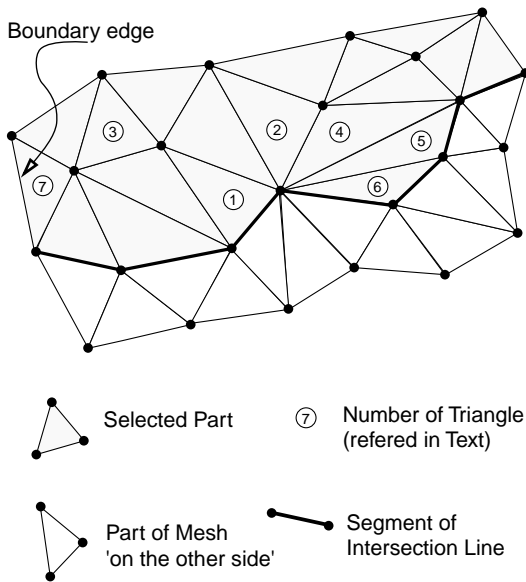 Boundary edge
3
2
4
5
7
1
6
Selected Part
7
Number of Triangle
(refered in Text)
Part of Mesh
'on the other side'
Segment of
Intersection Line